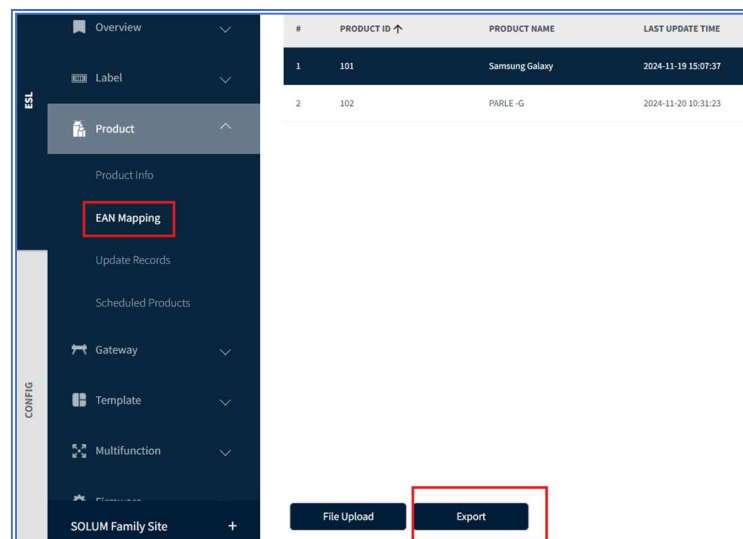 ESL
CONFIG
Overview
Label
Product
Product Info
EAN Mapping
Update Records
Scheduled Products
Gateway
Template
Multifunction
Firmware
SOLUM Family Site +
# PRODUCT ID ↑ PRODUCT NAME LAST UPDATE TIME
1 101 Samsung Galaxy 2024-11-19 15:07:37
2 102 PARLE -G 2024-11-20 10:31:23
File Upload Export